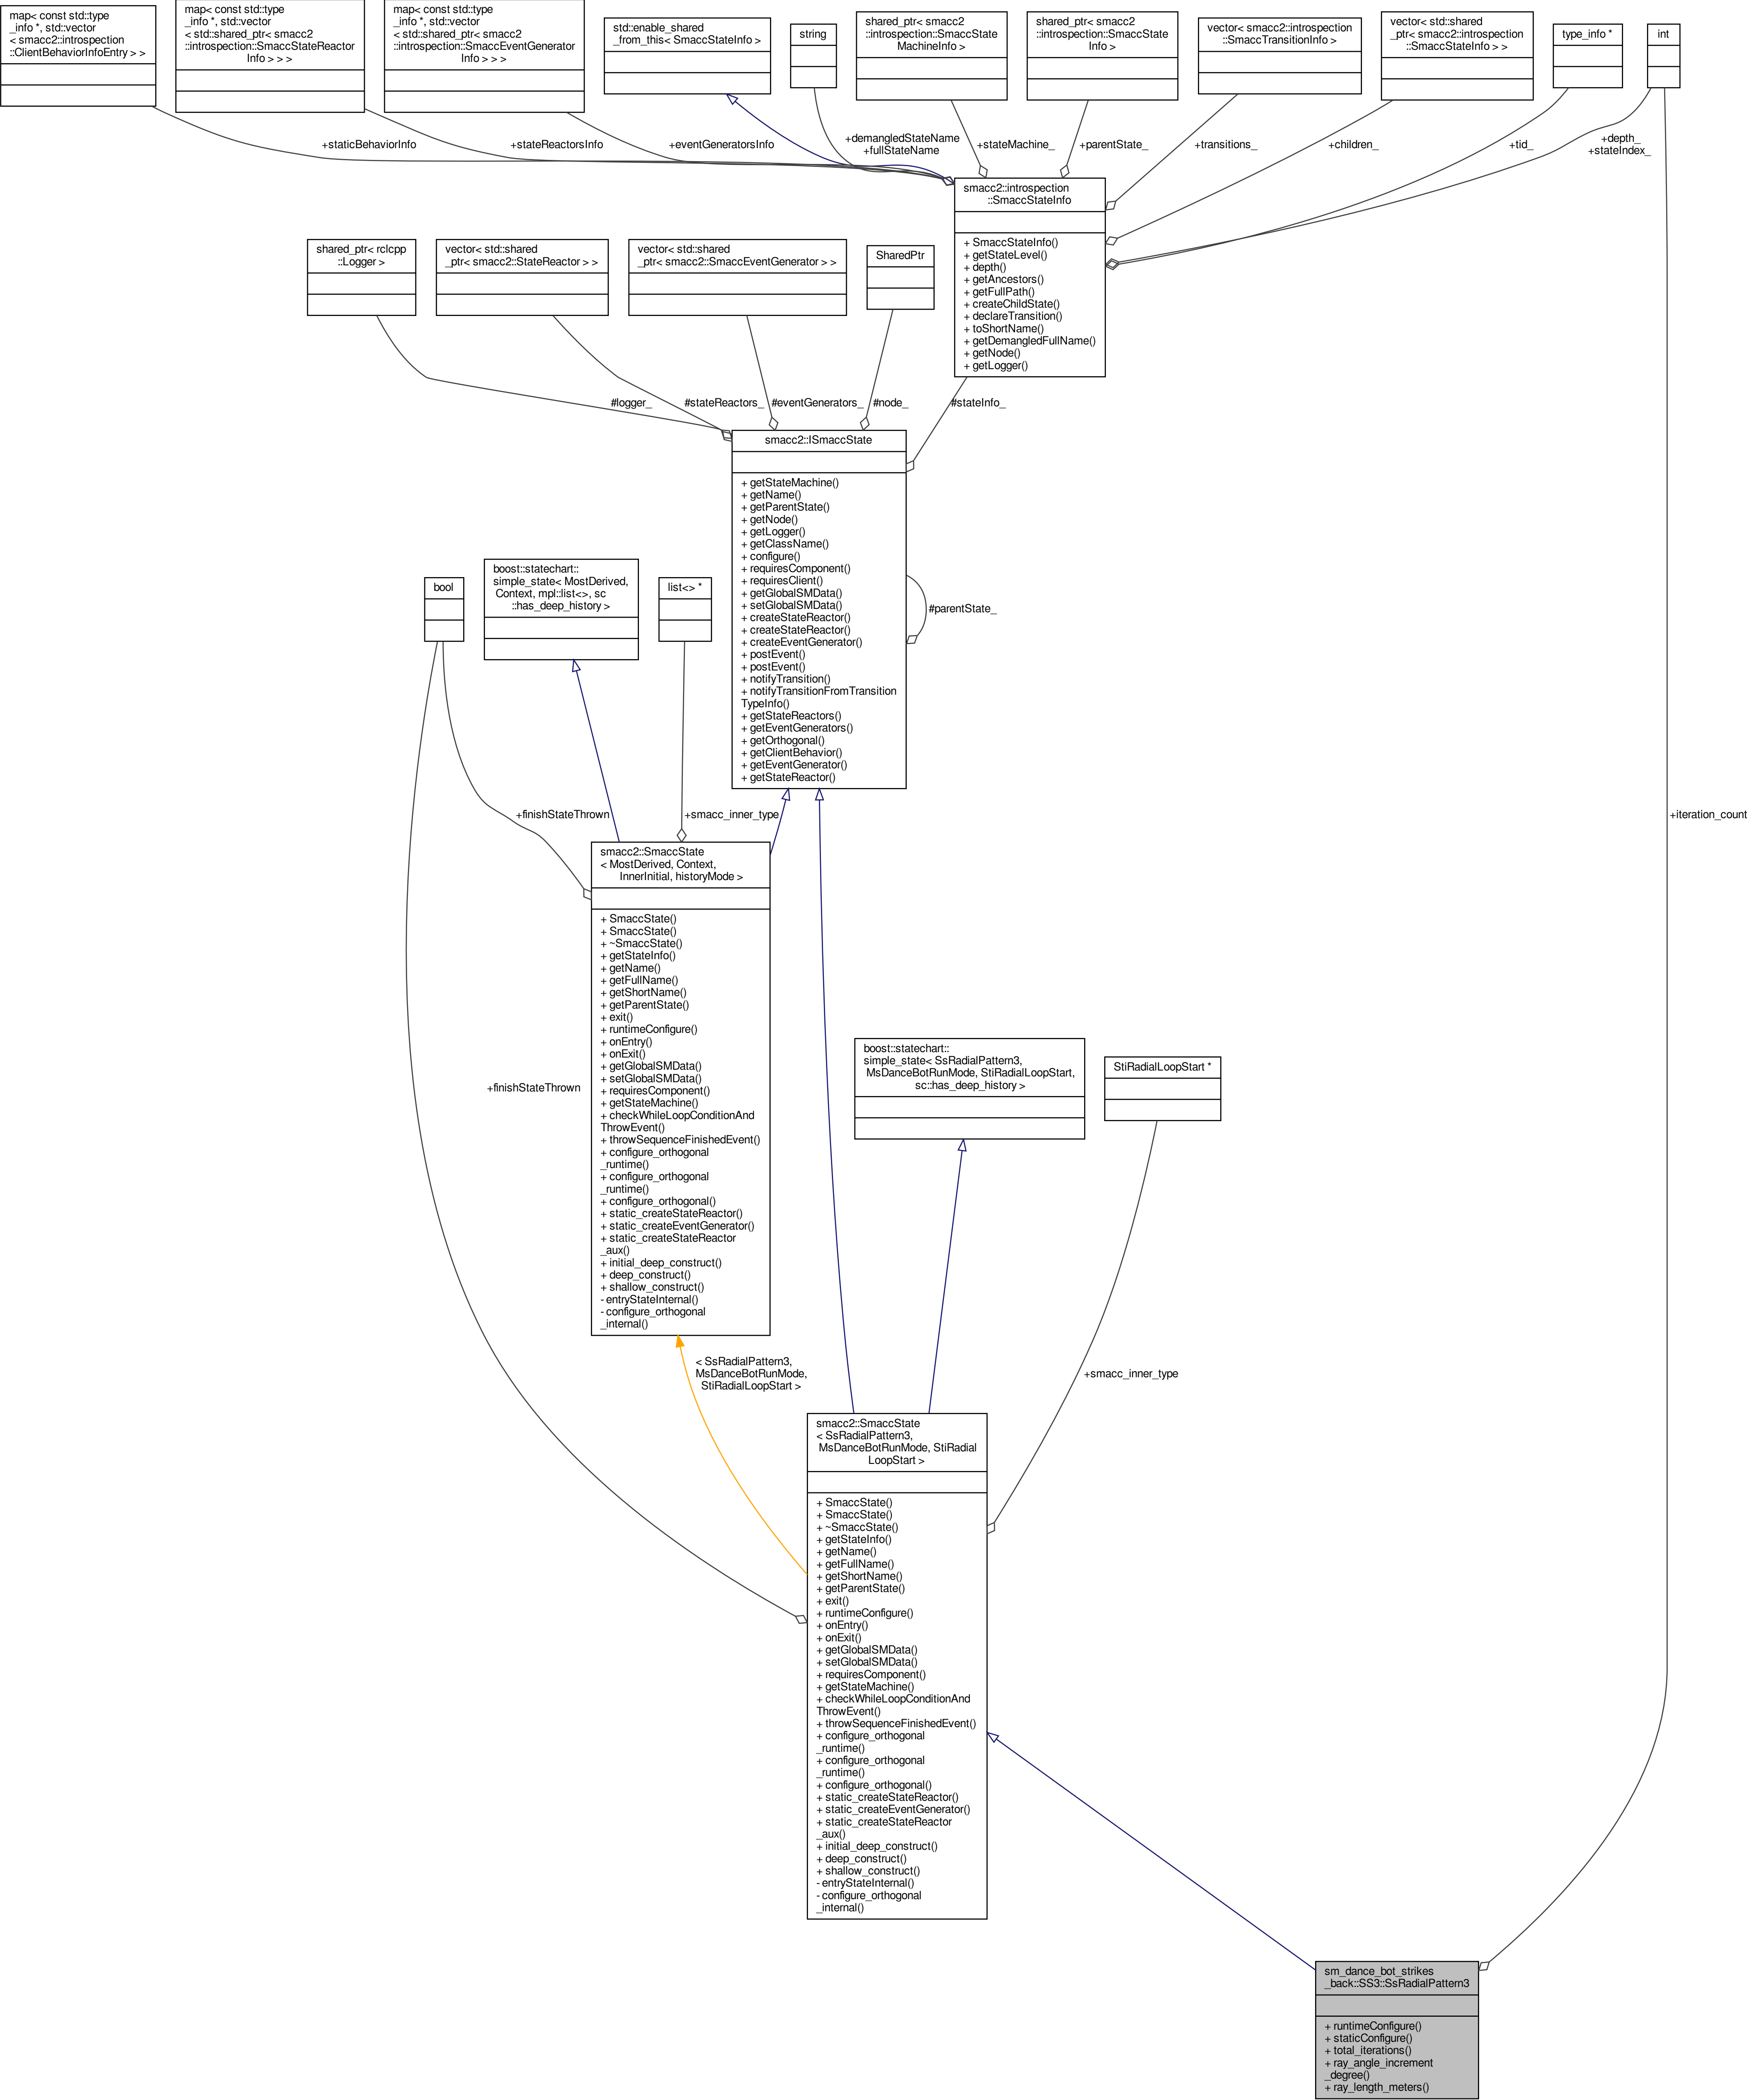 map< const std::type
_info *, std::vector
< smacc2::introspection
::ClientBehaviorInfoEntry > >
map< const std::type
_info *, std::vector
< std::shared_ptr< smacc2
::introspection::SmaccStateReactor
Info > > >
map< const std::type
_info *, std::vector
< std::shared_ptr< smacc2
::introspection::SmaccEventGenerator
Info > > >
std::enable_shared
_from_this< SmaccStateInfo >
string
shared_ptr< smacc2
::introspection::SmaccState
MachineInfo >
shared_ptr< smacc2
::introspection::SmaccState
Info >
vector< smacc2::introspection
::SmaccTransitionInfo >
vector< std::shared
_ptr< smacc2::introspection
::SmaccStateInfo > >
type_info *
int
+staticBehaviorInfo
+stateReactorsInfo
+eventGeneratorsInfo
+demangledStateName
+fullStateName
+stateMachine_
+parentState_
+transitions_
+children_
+tid_
+depth_
+stateIndex_
smacc2::introspection
::SmaccStateInfo
+ SmaccStateInfo()
+ getStateLevel()
+ depth()
+ getAncestors()
+ getFullPath()
+ createChildState()
+ declareTransition()
+ toShortName()
+ getDemangledFullName()
+ getNode()
+ getLogger()
shared_ptr< rclcpp
::Logger >
vector< std::shared
_ptr< smacc2::StateReactor > >
vector< std::shared
_ptr< smacc2::SmaccEventGenerator > >
SharedPtr
#logger_
#stateReactors_
#eventGenerators_
#node_
#stateInfo_
smacc2::ISmaccState
+ getStateMachine()
+ getName()
+ getParentState()
+ getNode()
+ getLogger()
+ getClassName()
+ configure()
+ requiresComponent()
+ requiresClient()
+ getGlobalSMData()
+ setGlobalSMData()
+ createStateReactor()
+ createStateReactor()
+ createEventGenerator()
+ postEvent()
+ postEvent()
+ notifyTransition()
+ notifyTransitionFromTransition
TypeInfo()
+ getStateReactors()
+ getEventGenerators()
+ getOrthogonal()
+ getClientBehavior()
+ getEventGenerator()
+ getStateReactor()
#parentState_
bool
boost::statechart::
simple_state< MostDerived,
Context, mpl::list<>, sc
::has_deep_history >
list<> *
+finishStateThrown
+smacc_inner_type
+iteration_count
smacc2::SmaccState
< MostDerived, Context,
InnerInitial, historyMode >
+ SmaccState()
+ SmaccState()
+ ~SmaccState()
+ getStateInfo()
+ getName()
+ getFullName()
+ getShortName()
+ getParentState()
+ exit()
+ runtimeConfigure()
+ onEntry()
+ onExit()
+ getGlobalSMData()
+ setGlobalSMData()
+ requiresComponent()
+ getStateMachine()
+ checkWhileLoopConditionAnd
ThrowEvent()
+ throwSequenceFinishedEvent()
+ configure_orthogonal
_runtime()
+ configure_orthogonal
_runtime()
+ configure_orthogonal()
+ static_createStateReactor()
+ static_createEventGenerator()
+ static_createStateReactor
_aux()
+ initial_deep_construct()
+ deep_construct()
+ shallow_construct()
- entryStateInternal()
- configure_orthogonal
_internal()
+finishStateThrown
boost::statechart::
simple_state< SsRadialPattern3,
MsDanceBotRunMode, StiRadialLoopStart,
sc::has_deep_history >
StiRadialLoopStart *
< SsRadialPattern3,
MsDanceBotRunMode,
StiRadialLoopStart >
+smacc_inner_type
smacc2::SmaccState
< SsRadialPattern3,
MsDanceBotRunMode, StiRadial
LoopStart >
+ SmaccState()
+ SmaccState()
+ ~SmaccState()
+ getStateInfo()
+ getName()
+ getFullName()
+ getShortName()
+ getParentState()
+ exit()
+ runtimeConfigure()
+ onEntry()
+ onExit()
+ getGlobalSMData()
+ setGlobalSMData()
+ requiresComponent()
+ getStateMachine()
+ checkWhileLoopConditionAnd
ThrowEvent()
+ throwSequenceFinishedEvent()
+ configure_orthogonal
_runtime()
+ configure_orthogonal
_runtime()
+ configure_orthogonal()
+ static_createStateReactor()
+ static_createEventGenerator()
+ static_createStateReactor
_aux()
+ initial_deep_construct()
+ deep_construct()
+ shallow_construct()
- entryStateInternal()
- configure_orthogonal
_internal()
sm_dance_bot_strikes
_back::SS3::SsRadialPattern3
+ runtimeConfigure()
+ staticConfigure()
+ total_iterations()
+ ray_angle_increment
_degree()
+ ray_length_meters()